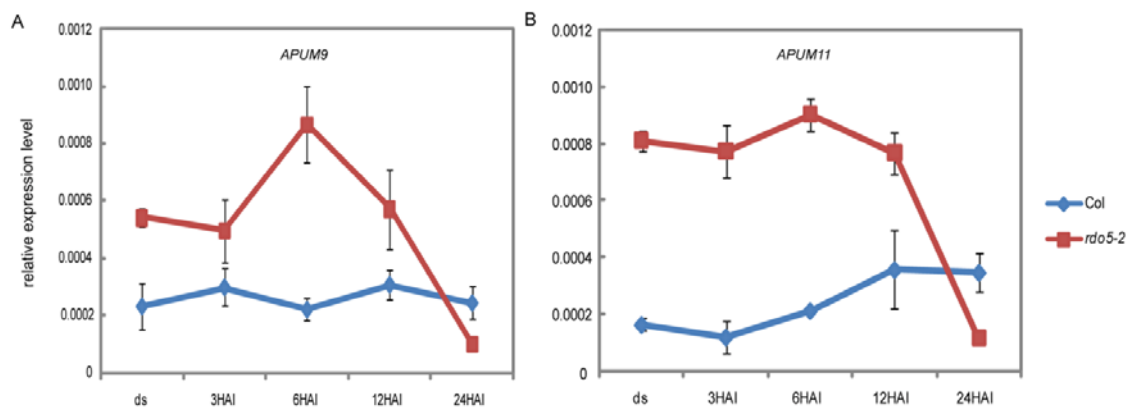 A
APUM9
relative expression level
0.0012
0.0010
0.0008
0.0006
0.0004
0.0002
0
ds
3HAI
6HAI
12HAI
24HAI
B
APUM11
0.0012
0.0010
0.0008
0.0006
0.0004
0.0002
0
ds
3HAI
6HAI
12HAI
24HAI
Col
rdo5-2